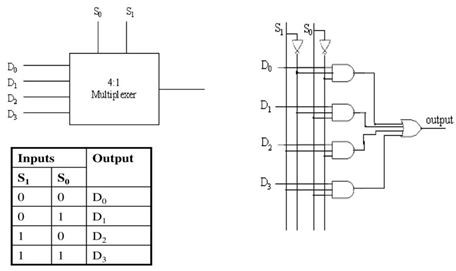 S₀ S₁
D₀
D₁
D₂
D₃
4:1
Multiplexer
Inputs Output
S₁ S₀
0 0 D₀
0 1 D₁
1 0 D₂
1 1 D₃
S₁ S₀
D₀
D₁
D₂
D₃
output